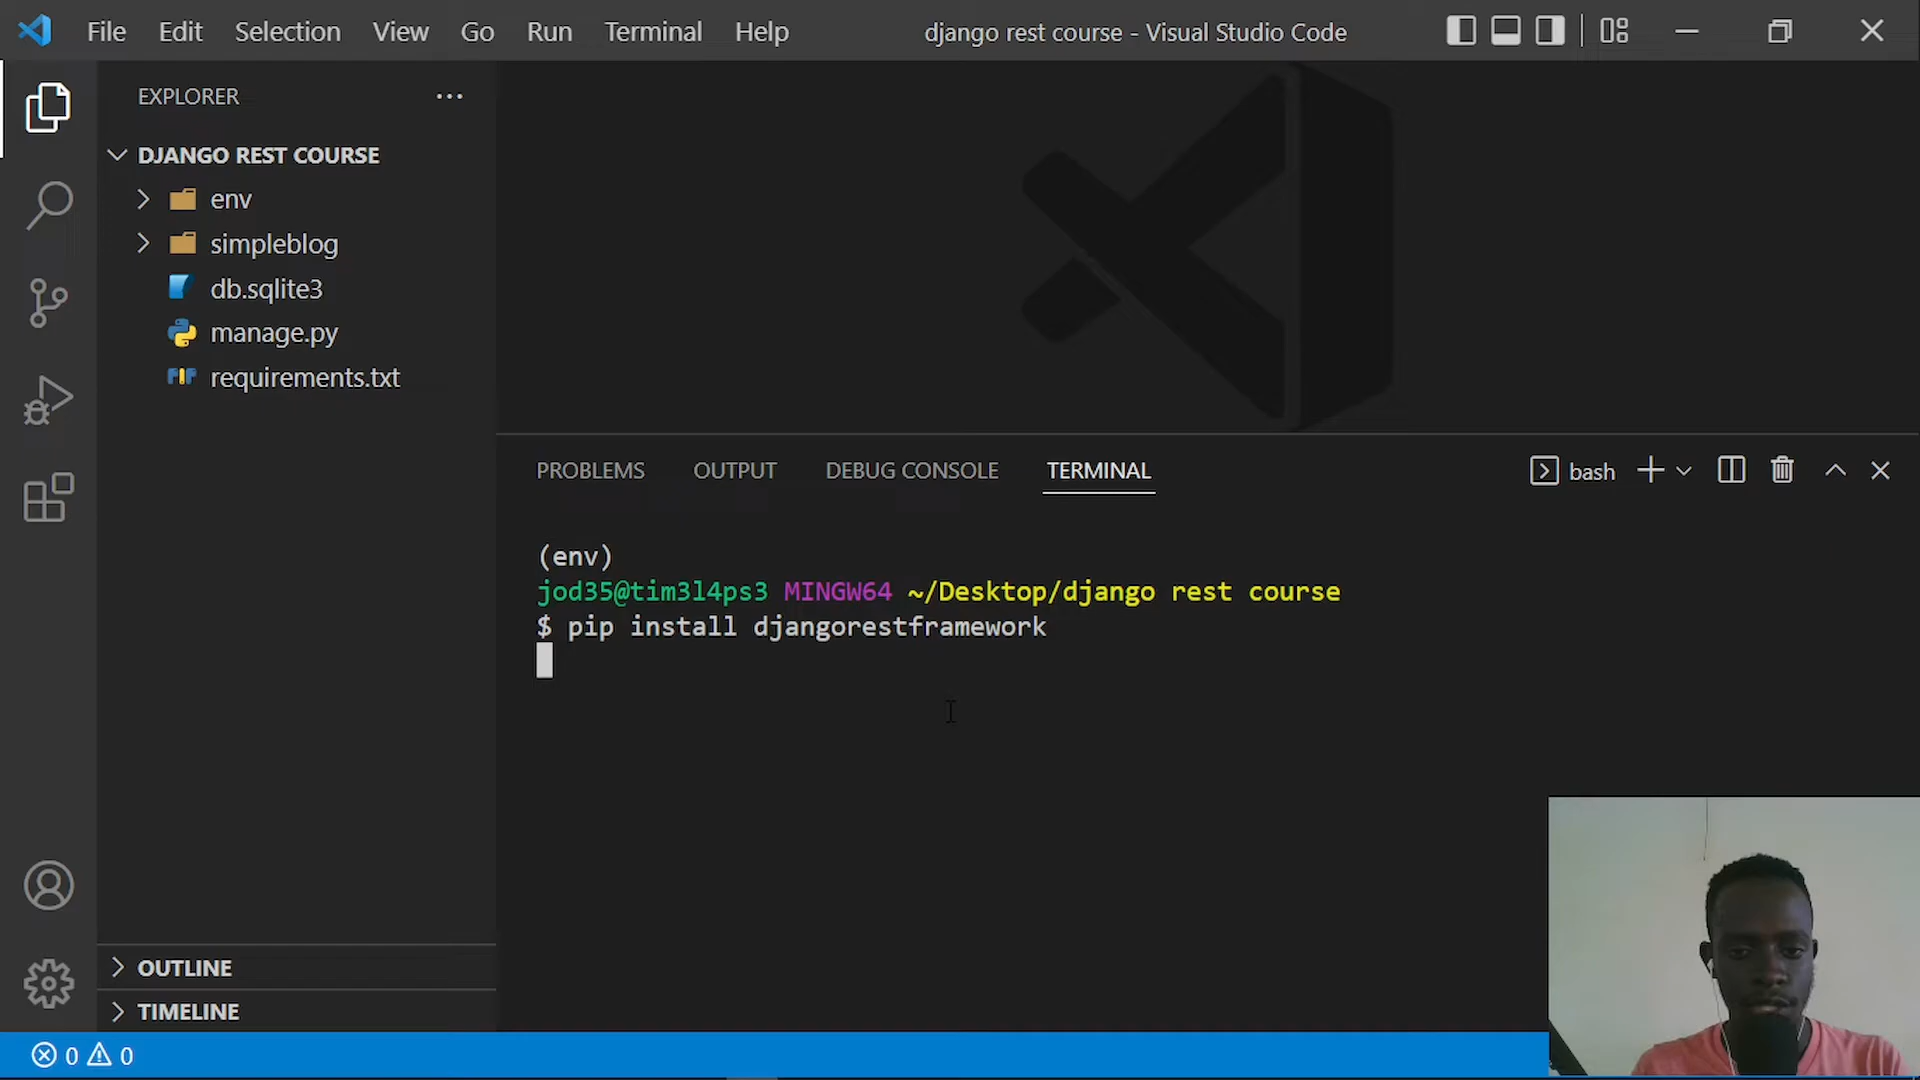 File Edit Selection View Go Run Terminal Help django rest course - Visual Studio Code
EXPLORER
DJANGO REST COURSE
env
simpleblog
db.sqlite3
manage.py
requirements.txt
PROBLEMS OUTPUT DEBUG CONSOLE TERMINAL bash
(env)
jod35@tim3l4ps3 MINGW64 ~/Desktop/django rest course
$ pip install djangorestframework
OUTLINE
TIMELINE
0 0